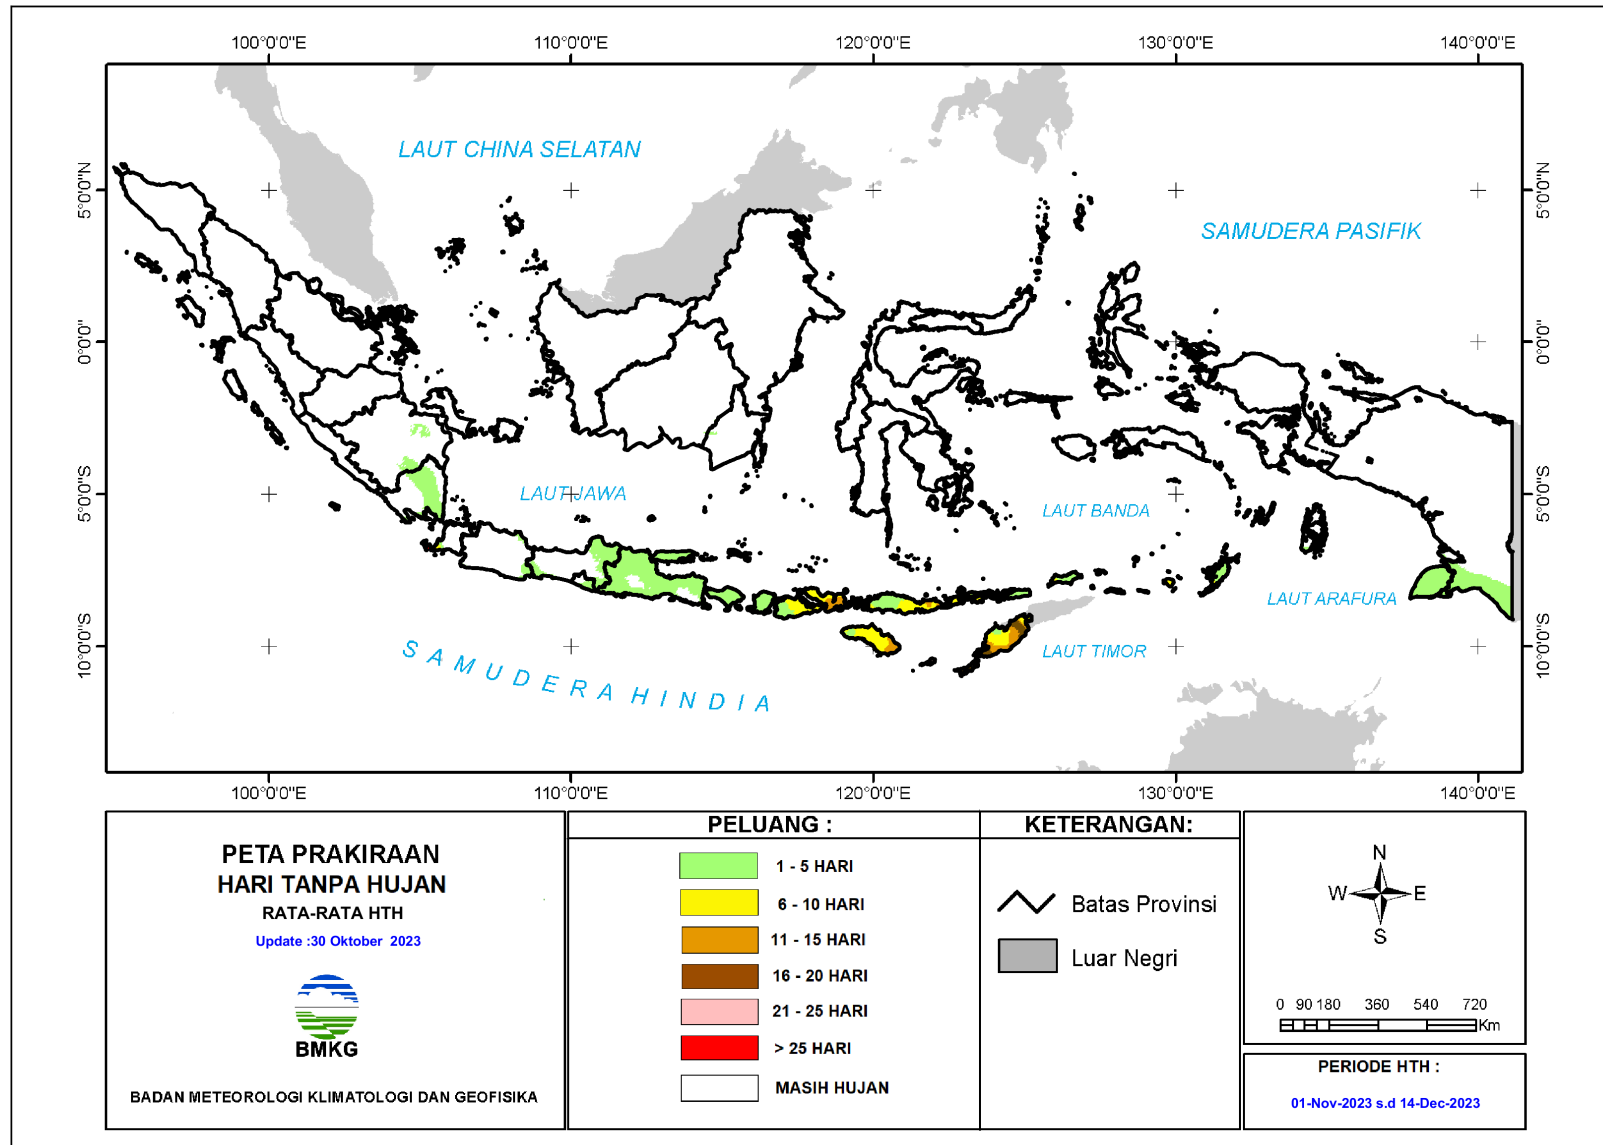 100°0'0"E 110°0'0"E 120°0'0"E 130°0'0"E 140°0'0"E
5°0'0"N
0°0'0"
5°0'0"S
10°0'0"S
LAUT CHINA SELATAN
SAMUDERA PASIFIK
LAUT JAWA
LAUT BANDA
LAUT ARAFURA
LAUT TIMOR
SAMUDERA HINDIA
5°0'0"N
0°0'0"
5°0'0"S
10°0'0"S
100°0'0"E 110°0'0"E 120°0'0"E 130°0'0"E 140°0'0"E
PETA PRAKIRAAN
HARI TANPA HUJAN
RATA-RATA HTH
Update :30 Oktober 2023
BMKG
BADAN METEOROLOGI KLIMATOLOGI DAN GEOFISIKA
PELUANG :
1 - 5 HARI
6 - 10 HARI
11 - 15 HARI
16 - 20 HARI
21 - 25 HARI
> 25 HARI
MASIH HUJAN
KETERANGAN:
Batas Provinsi
Luar Negri
N
W E
S
0 90 180 360 540 720
Km
PERIODE HTH :
01-Nov-2023 s.d 14-Dec-2023